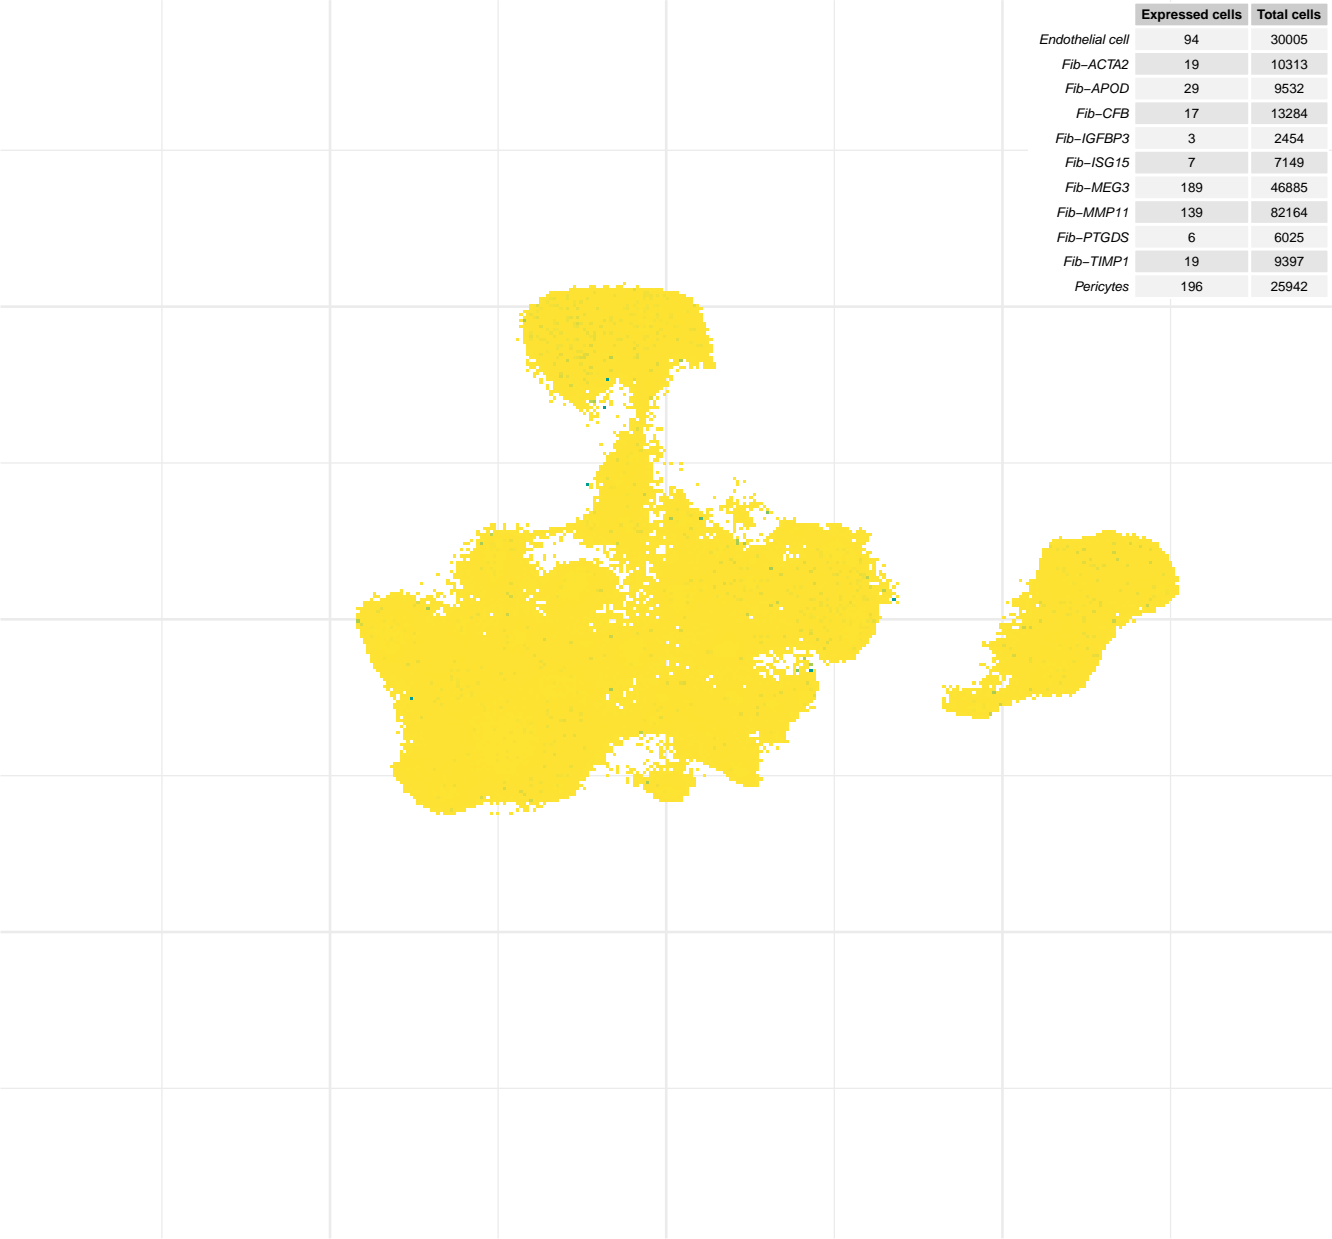 Expressed cells Total cells
Endothelial cell 94 30005
Fib−ACTA2 19 10313
Fib−APOD 29 9532
Fib−CFB 17 13284
Fib−IGFBP3 3 2454
Fib−ISG15 7 7149
Fib−MEG3 189 46885
Fib−MMP11 139 82164
Fib−PTGDS 6 6025
Fib−TIMP1 19 9397
Pericytes 196 25942